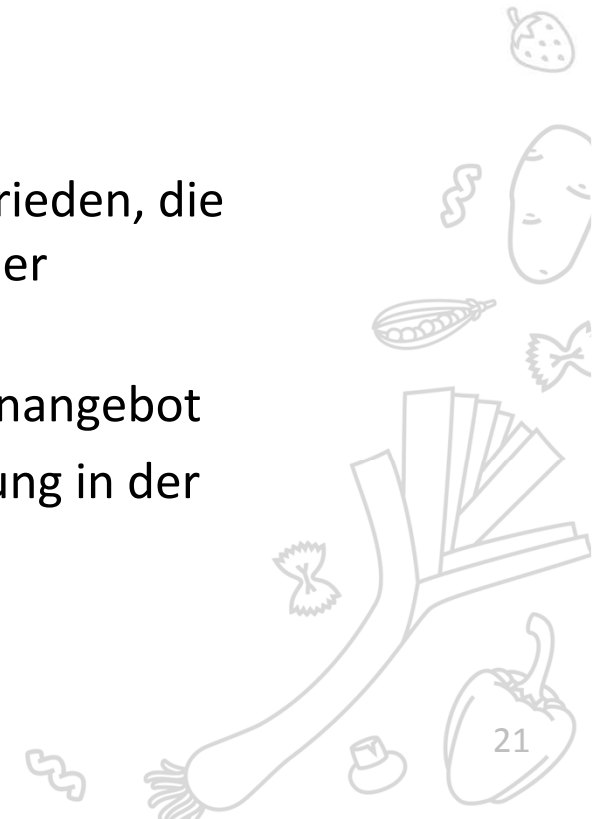 rieden, die
er
nangebot
ung in der
21